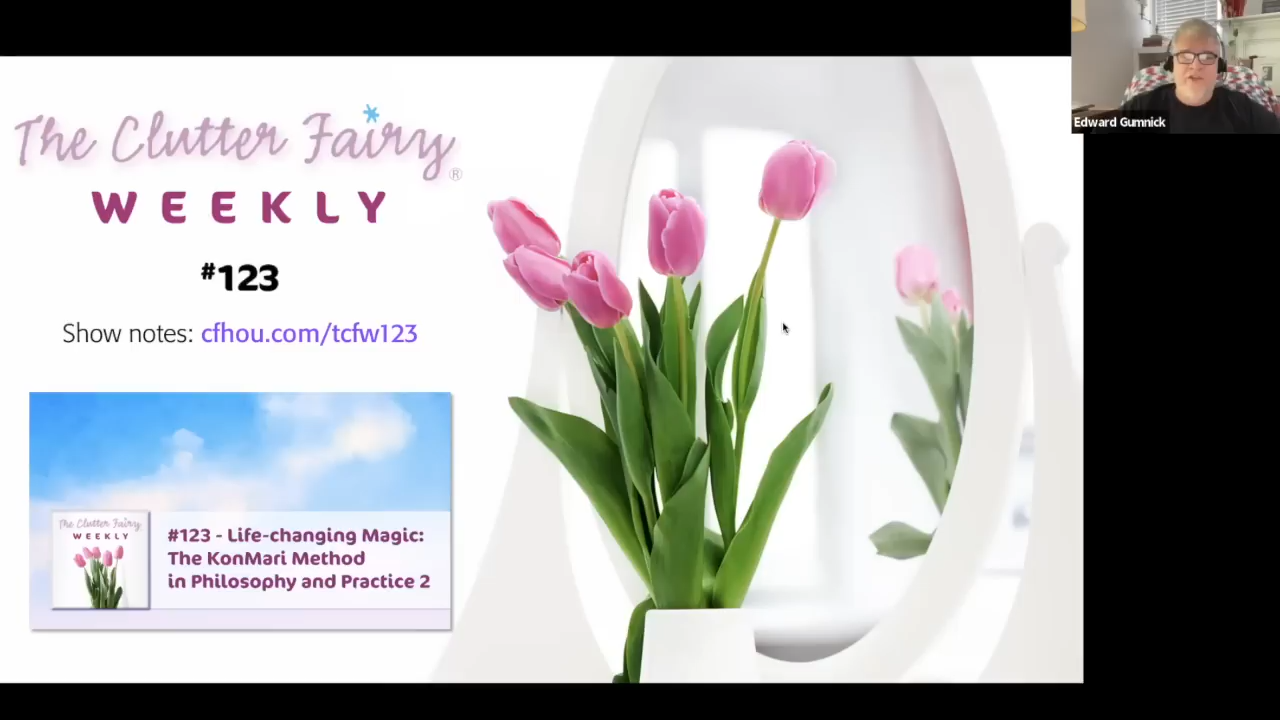 The Clutter Fairy®
WEEKLY
#123
Show notes: cfhou.com/tcfw123
The Clutter Fairy
WEEKLY
#123 - Life-changing Magic:
The KonMari Method
in Philosophy and Practice 2
Edward Gumnick